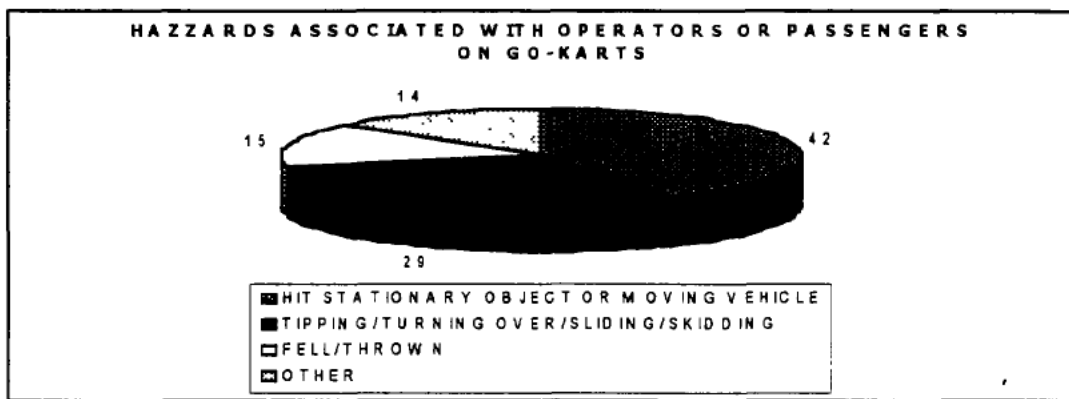 HAZZARDS ASSOCIATED WITH OPERATORS OR PASSENGERS
ON GO-KARTS
14
15
42
29
HIT STATIONARY OBJECT OR MOVING VEHICLE
TIPPING/TURNING OVER/SLIDING/SKIDDING
FELL/THROWN
OTHER